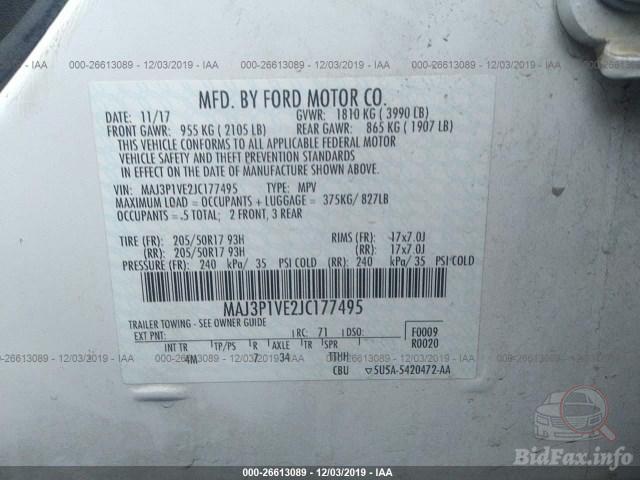 000-26613089 - 12/03/2019 - IAA
MFD. BY FORD MOTOR CO.
DATE: 11/17 GVWR: 1810 KG ( 3990 LB)
FRONT GAWR: 955 KG ( 2105 LB) REAR GAWR: 865 KG ( 1907 LB)
THIS VEHICLE CONFORMS TO ALL APPLICABLE FEDERAL MOTOR
VEHICLE SAFETY AND THEFT PREVENTION STANDARDS
IN EFFECT ON THE DATE OF MANUFACTURE SHOWN ABOVE.
VIN: MAJ3P1VE2JC177495 TYPE: MPV
MAXIMUM LOAD = OCCUPANTS + LUGGAGE = 375KG/ 827LB
OCCUPANTS = 5 TOTAL; 2 FRONT, 3 REAR
TIRE (FR): 205/50R17 93H RIMS (FR): 17x7.0J
(RR): 205/50R17 93H (RR): 17x7.0J
PRESSURE (FR): 240 kPa/ 35 PSI COLD (RR): 240 kPa/ 35 PSI COLD
MAJ3P1VE2JC177495
TRAILER TOWING - SEE OWNER GUIDE
EXT PNT: RC: 71 DSO: F0009
R0020
INT TR TP/PS R AXLE TR SPR
4M 7 34 TTHH
CBU 5U5A-5420472-AA
000-26613089 - 12/03/2019 - IAA
BidFax.info